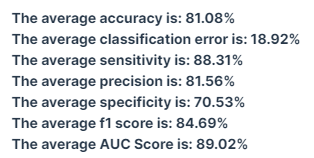 The average accuracy is: 81.08%
The average classification error is: 18.92%
The average sensitivity is: 88.31%
The average precision is: 81.56%
The average specificity is: 70.53%
The average f1 score is: 84.69%
The average AUC Score is: 89.02%